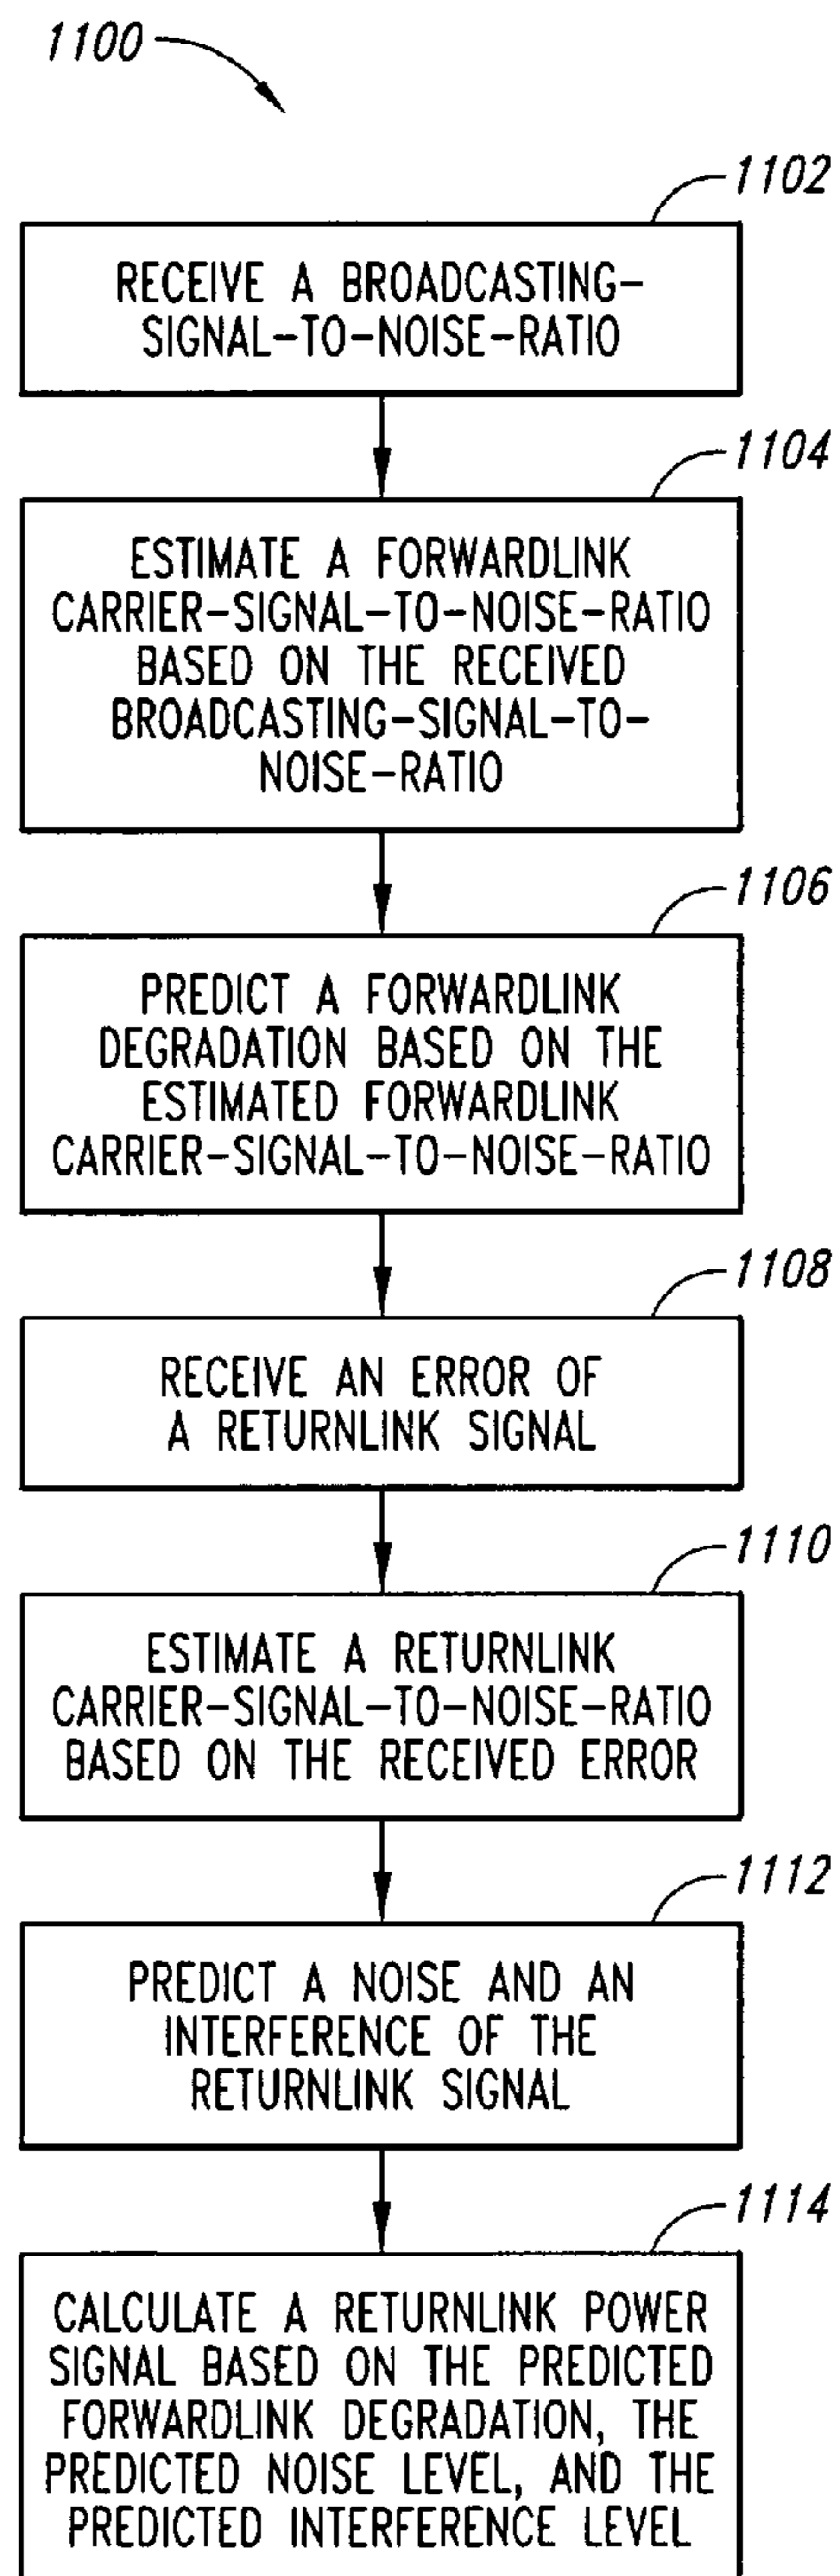 1100
1102
RECEIVE A BROADCASTING-
SIGNAL-TO-NOISE-RATIO
1104
ESTIMATE A FORWARDLINK
CARRIER-SIGNAL-TO-NOISE-RATIO
BASED ON THE RECEIVED
BROADCASTING-SIGNAL-TO-
NOISE-RATIO
1106
PREDICT A FORWARDLINK
DEGRADATION BASED ON THE
ESTIMATED FORWARDLINK
CARRIER-SIGNAL-TO-NOISE-RATIO
1108
RECEIVE AN ERROR OF
A RETURNLINK SIGNAL
1110
ESTIMATE A RETURNLINK
CARRIER-SIGNAL-TO-NOISE-RATIO
BASED ON THE RECEIVED ERROR
1112
PREDICT A NOISE AND AN
INTERFERENCE OF THE
RETURNLINK SIGNAL
1114
CALCULATE A RETURNLINK POWER
SIGNAL BASED ON THE PREDICTED
FORWARDLINK DEGRADATION, THE
PREDICTED NOISE LEVEL, AND THE
PREDICTED INTERFERENCE LEVEL